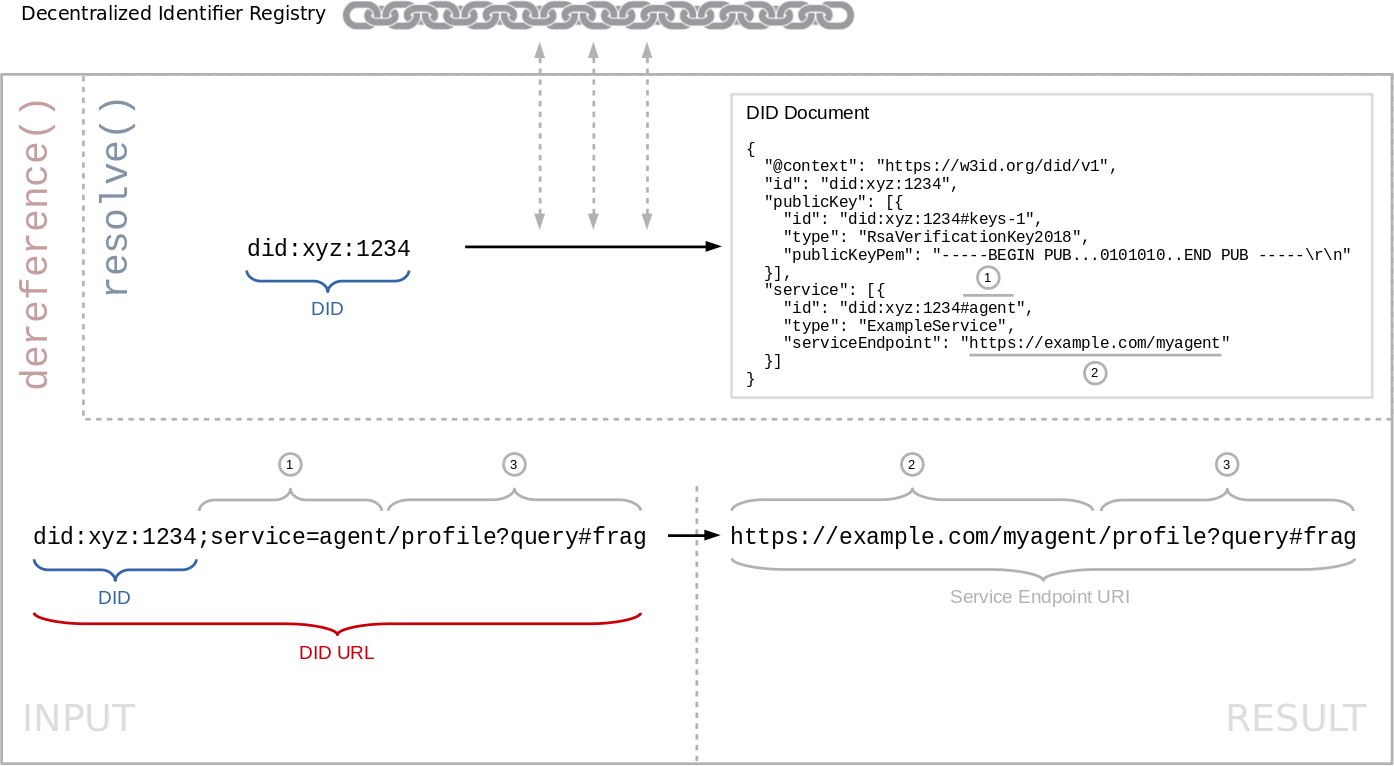 Decentralized Identifier Registry
dereference()
resolve()
did:xyz:1234
DID
DID Document
{
  "@context": "https://w3id.org/did/v1",
  "id": "did:xyz:1234",
  "publicKey": [{
    "id": "did:xyz:1234#keys-1",
    "type": "RsaVerificationKey2018",
    "publicKeyPem": "-----BEGIN PUB...0101010..END PUB -----\r\n"
  }],
1
  "service": [{
    "id": "did:xyz:1234#agent",
    "type": "ExampleService",
    "serviceEndpoint": "https://example.com/myagent"
  }]
2
}
1
3
2
3
did:xyz:1234;service=agent/profile?query#frag
https://example.com/myagent/profile?query#frag
DID
Service Endpoint URI
DID URL
INPUT
RESULT